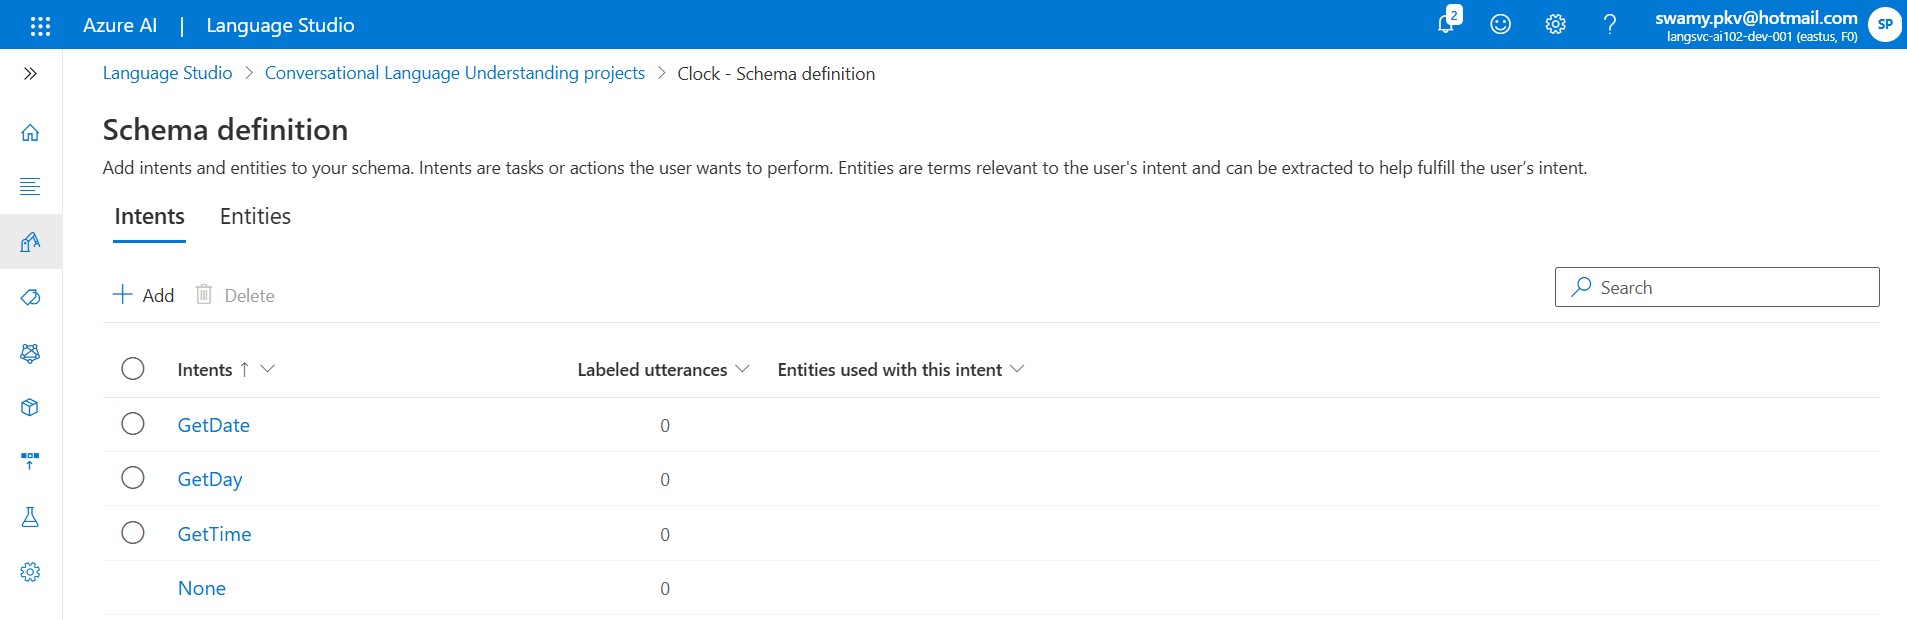 Azure AI | Language Studio
2
swamy.pkv@hotmail.com
langsvc-ai102-dev-001 (eastus, F0)
SP
Language Studio > Conversational Language Understanding projects > Clock - Schema definition
Schema definition
Add intents and entities to your schema. Intents are tasks or actions the user wants to perform. Entities are terms relevant to the user's intent and can be extracted to help fulfill the user’s intent.
Intents Entities
Add Delete
Search
Intents ↑ Labeled utterances Entities used with this intent
GetDate 0
GetDay 0
GetTime 0
None 0